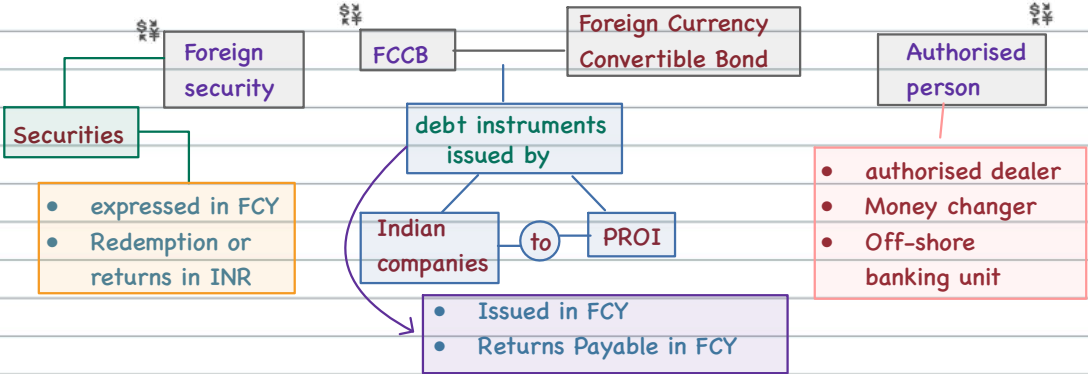 Foreign
security
Securities
• expressed in FCY
• Redemption or
returns in INR
FCCB
Foreign Currency
Convertible Bond
debt instruments
issued by
Indian
companies
to
PROI
• Issued in FCY
• Returns Payable in FCY
Authorised
person
• authorised dealer
• Money changer
• Off-shore
banking unit